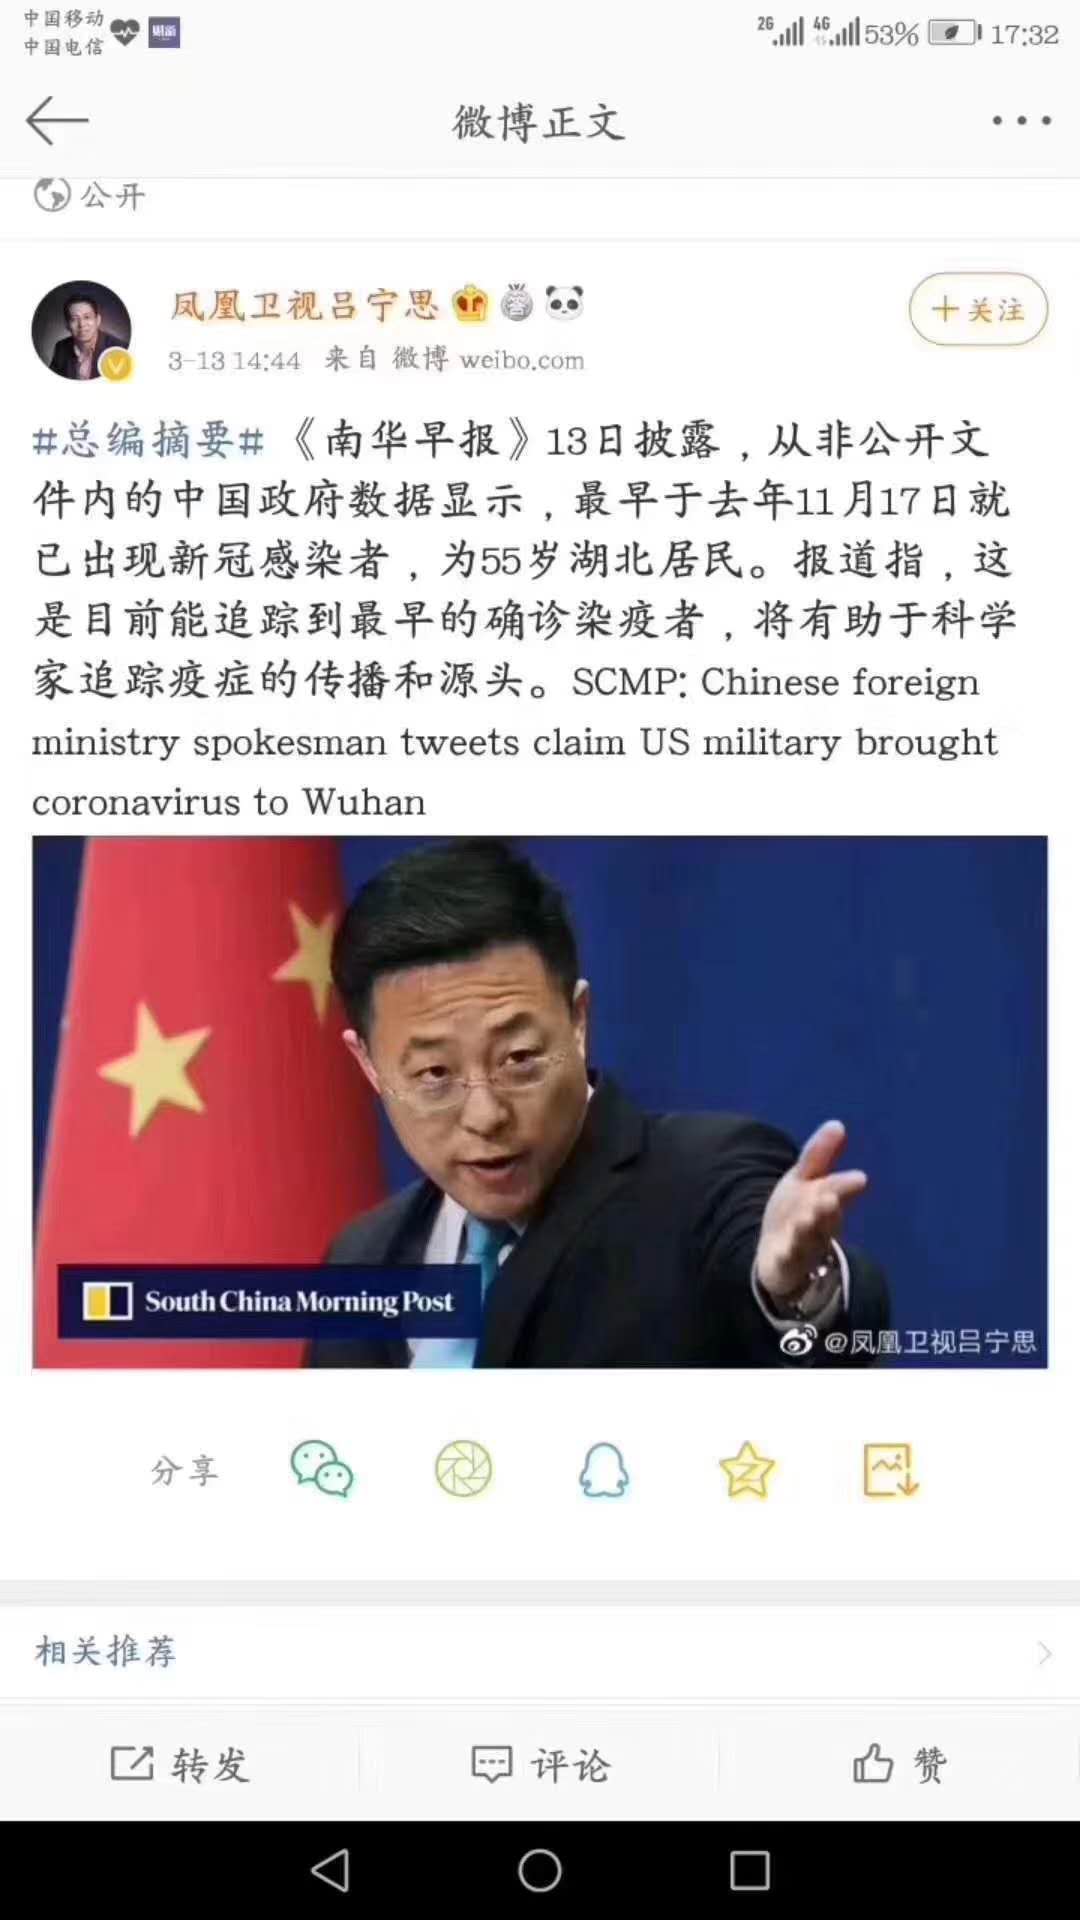 中国移动
中国电信
财新
2G 4G 53% 17:32
微博正文
公开
凤凰卫视吕宁思
+关注
3-13 14:44 来自 微博 weibo.com
#总编摘要#《南华早报》13日披露，从非公开文
件内的中国政府数据显示，最早于去年11月17日就
已出现新冠感染者，为55岁湖北居民。报道指，这
是目前能追踪到最早的确诊染疫者，将有助于科学
家追踪疫症的传播和源头。SCMP: Chinese foreign
ministry spokesman tweets claim US military brought
coronavirus to Wuhan
South China Morning Post
@凤凰卫视吕宁思
分享
相关推荐
转发 评论 赞